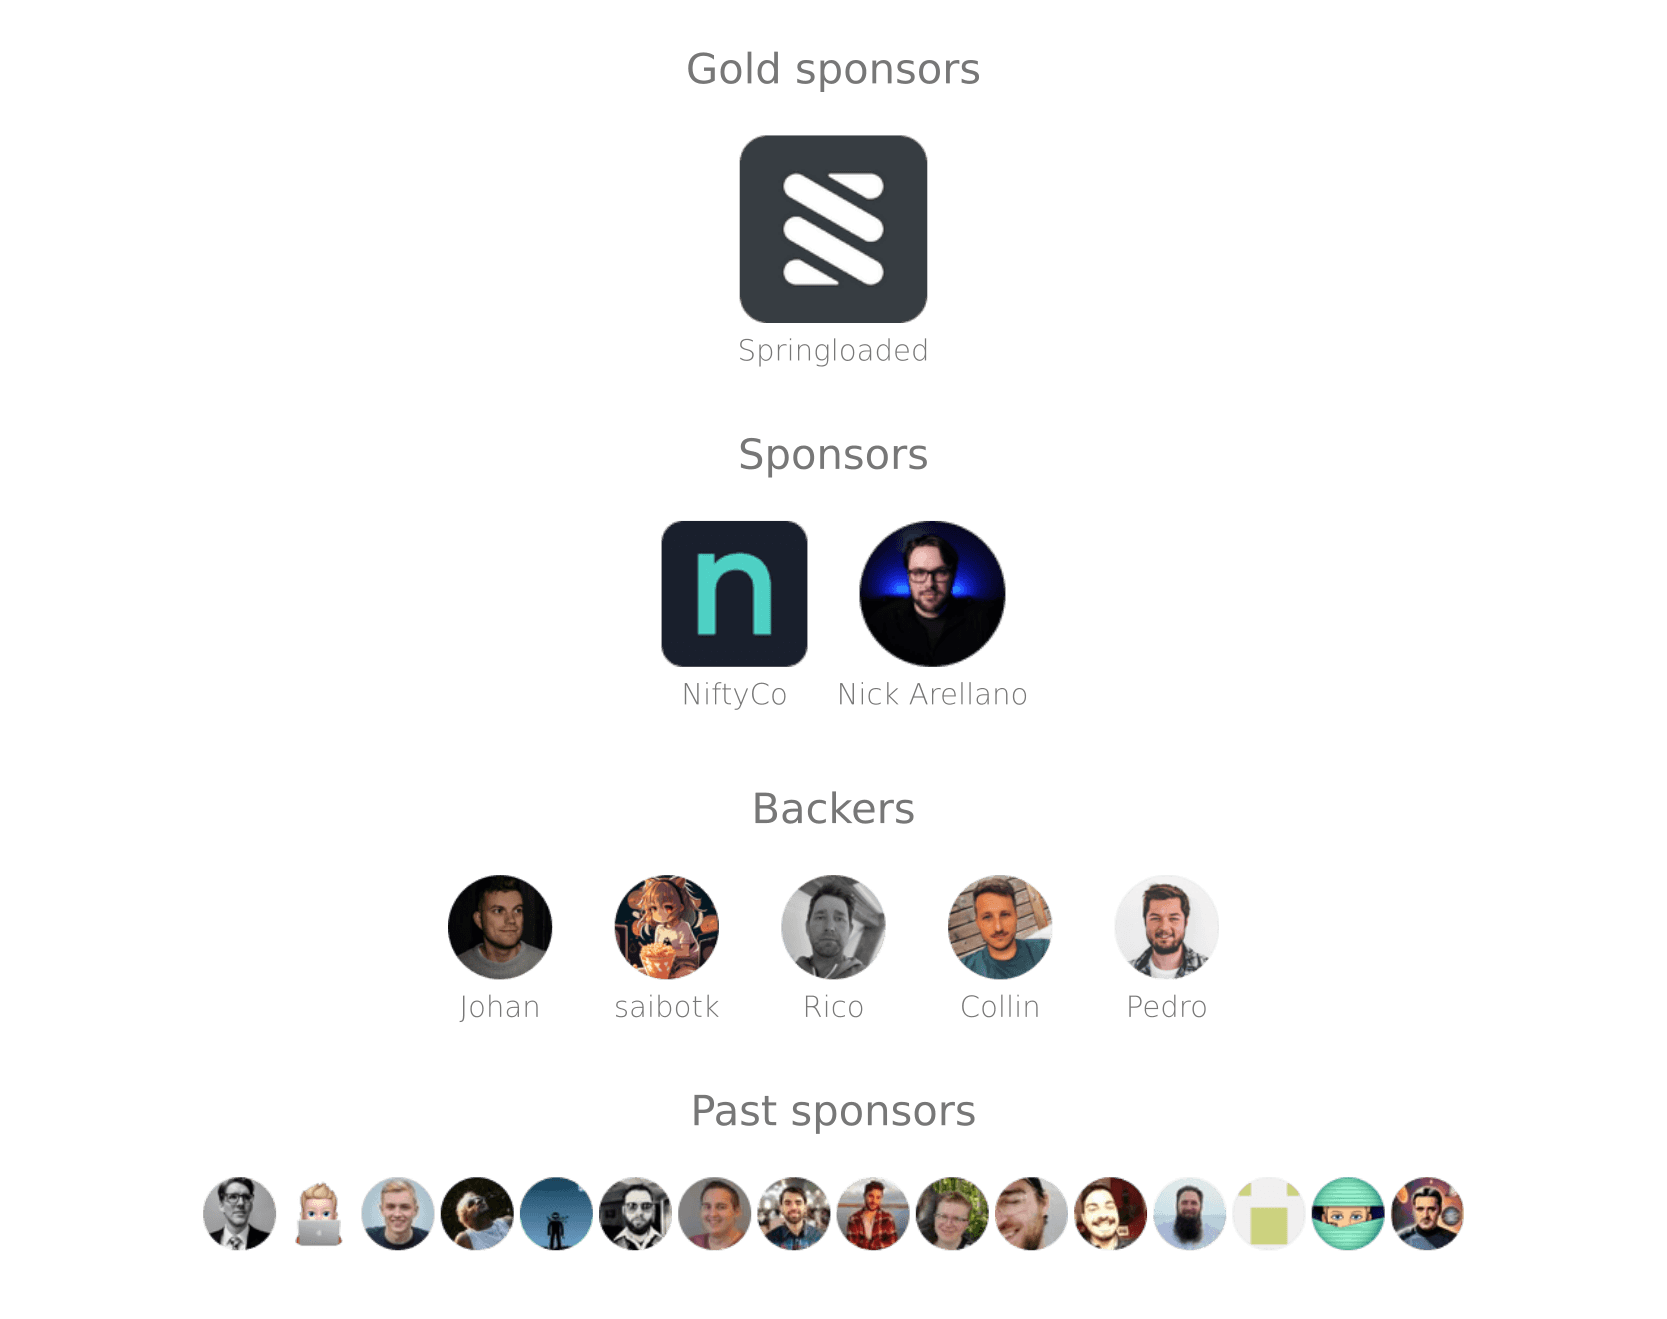 Gold sponsors
Springloaded
Sponsors
n
NiftyCo Nick Arellano
Backers
Johan saibotk Rico Collin Pedro
Past sponsors